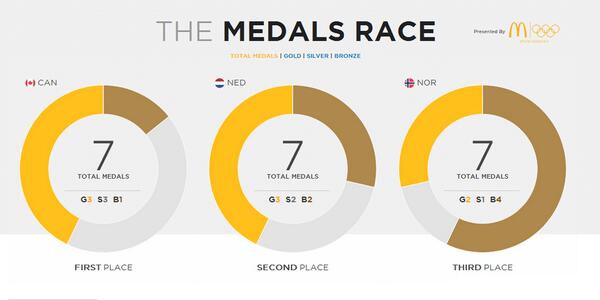 THE MEDALS RACE
Presented By
TOTAL MEDALS | GOLD | SILVER | BRONZE
CAN
NED
NOR
7
TOTAL MEDALS
G3 S3 B1
7
TOTAL MEDALS
G3 S2 B2
7
TOTAL MEDALS
G2 S1 B4
FIRST PLACE
SECOND PLACE
THIRD PLACE